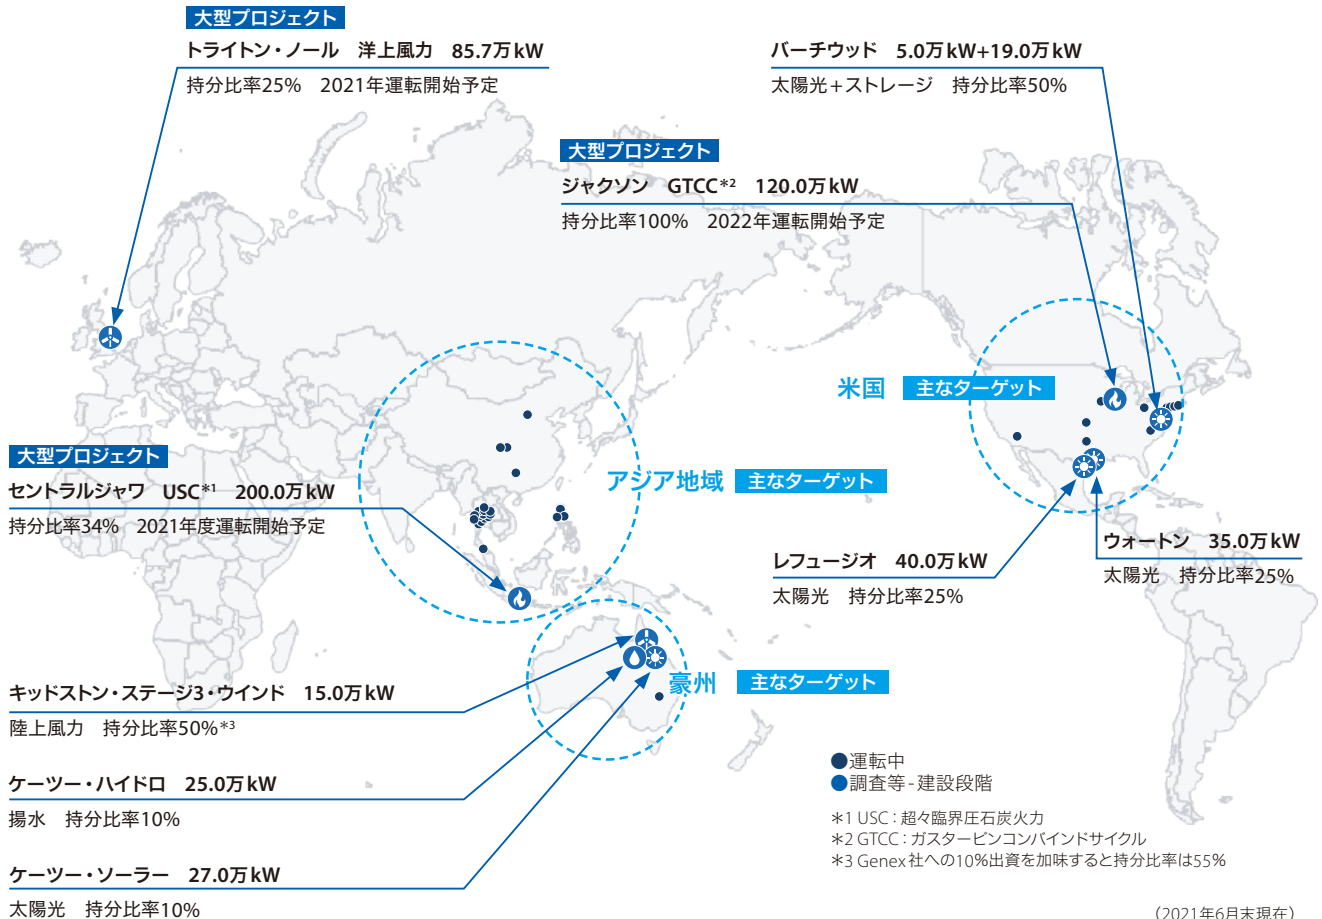 大型プロジェクト
トライトン・ノール　洋上風力　85.7万kW
持分比率25%　2021年運転開始予定
バーチウッド　5.0万kW+19.0万kW
太陽光＋ストレージ　持分比率50%
大型プロジェクト
ジャクソン　GTCC*2　120.0万kW
持分比率100%　2022年運転開始予定
米国　主なターゲット
大型プロジェクト
セントラルジャワ　USC*1　200.0万kW
持分比率34%　2021年度運転開始予定
アジア地域　主なターゲット
レフュージオ　40.0万kW
太陽光　持分比率25%
ウォートン　35.0万kW
太陽光　持分比率25%
豪州　主なターゲット
キッドストン・ステージ3・ウインド　15.0万kW
陸上風力　持分比率50%*3
ケーツー・ハイドロ　25.0万kW
揚水　持分比率10%
ケーツー・ソーラー　27.0万kW
太陽光　持分比率10%
●運転中
●調査等-建設段階
*1 USC：超々臨界圧石炭火力
*2 GTCC：ガスタービンコンバインドサイクル
*3 Genex社への10%出資を加味すると持分比率は55%
（2021年6月末現在）